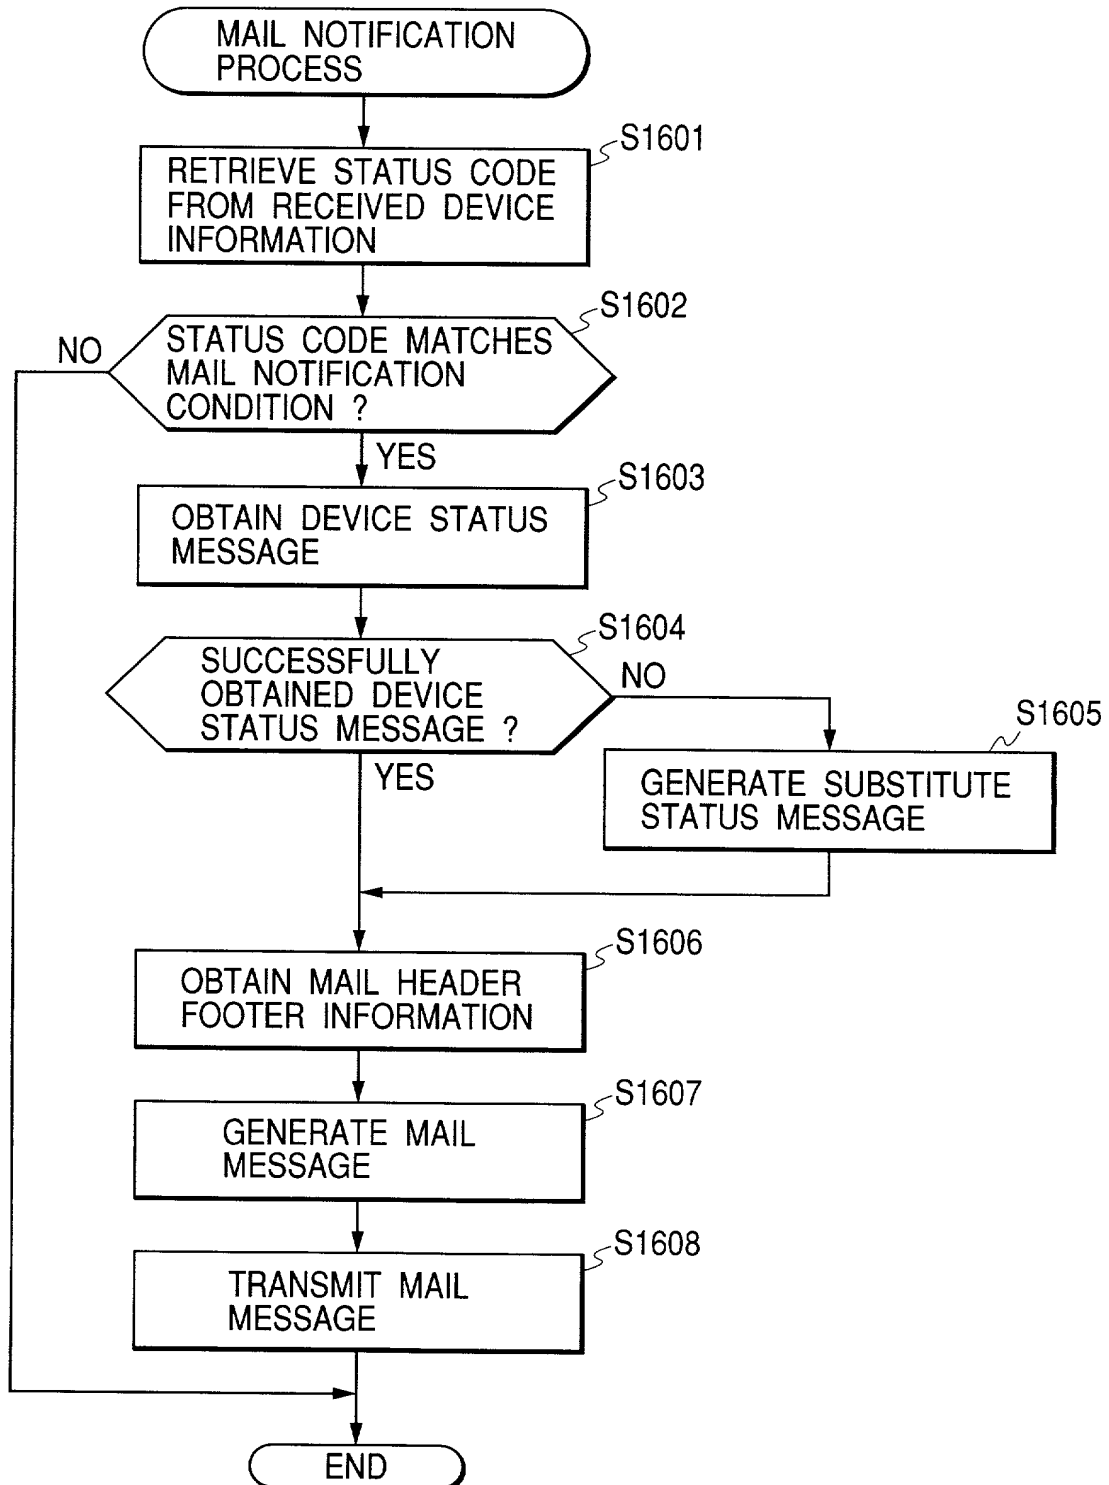 MAIL NOTIFICATION
PROCESS
S1601
RETRIEVE STATUS CODE
FROM RECEIVED DEVICE
INFORMATION
S1602
NO
STATUS CODE MATCHES
MAIL NOTIFICATION
CONDITION ?
YES
S1603
OBTAIN DEVICE STATUS
MESSAGE
S1604
SUCCESSFULLY
OBTAINED DEVICE
STATUS MESSAGE ?
NO
YES
S1605
GENERATE SUBSTITUTE
STATUS MESSAGE
S1606
OBTAIN MAIL HEADER
FOOTER INFORMATION
S1607
GENERATE MAIL
MESSAGE
S1608
TRANSMIT MAIL
MESSAGE
END